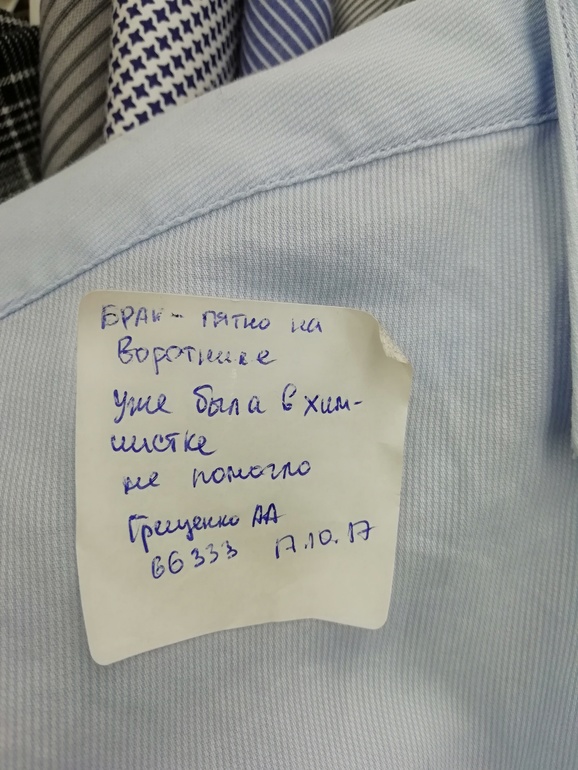 БРАК - пятно на
Воротнике
Уже была в хим-
чистке
не помогло
Грищенко АА
66333 17.10.17